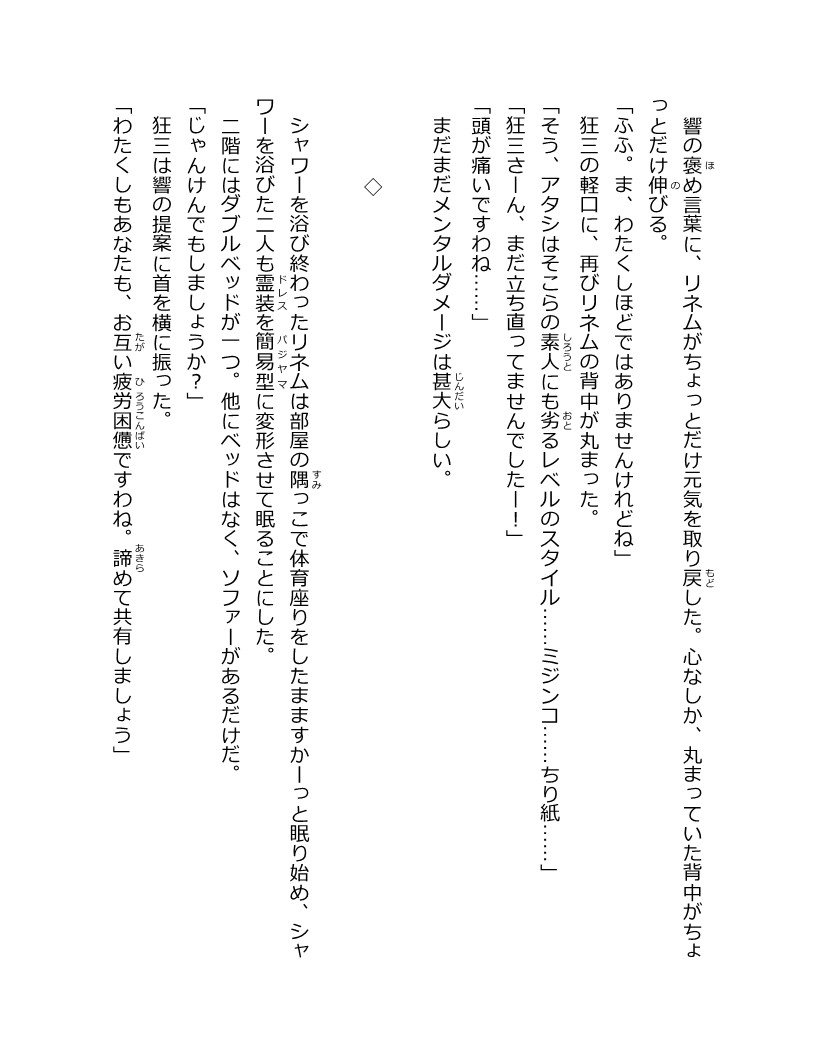 響の褒め言葉に、リネムがちょっとだけ元気を取り戻した。心なしか、丸まっていた背中がちょ
っとだけ伸びる。
「ふふ。ま、わたくしほどではありませんけれどね」
狂三の軽口に、再びリネムの背中が丸まった。
「そう、アタシはそこらの素人にも劣るレベルのスタイル……ミジンコ……ちり紙……」
「狂三さーん、まだ立ち直ってませんでしたー！」
「頭が痛いですわね……」
まだまだメンタルダメージは甚大らしい。
◇
シャワーを浴び終わったリネムは部屋の隅っこで体育座りをしたまますかーっと眠り始め、シャ
ワーを浴びた二人も霊装を簡易型に変形させて眠ることにした。
二階にはダブルベッドが一つ。他にベッドはなく、ソファーがあるだけだ。
「じゃんけんでもしましょうか？」
狂三は響の提案に首を横に振った。
「わたくしもあなたも、お互い疲労困憊ですわね。諦めて共有しましょう」